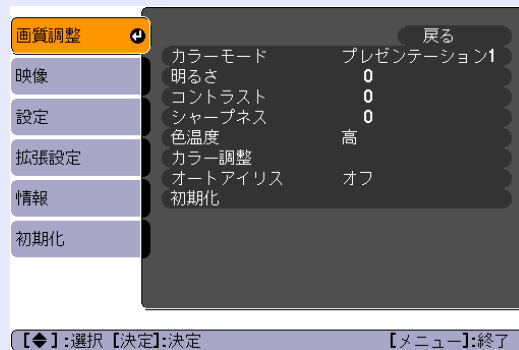 画質調整
映像
設定
拡張設定
情報
初期化
戻る
カラーモード プレゼンテーション1
明るさ 0
コントラスト 0
シャープネス 0
色温度 高
カラー調整
オートアイリス オフ
初期化
【◆】:選択 【決定】:決定 【メニュー】:終了